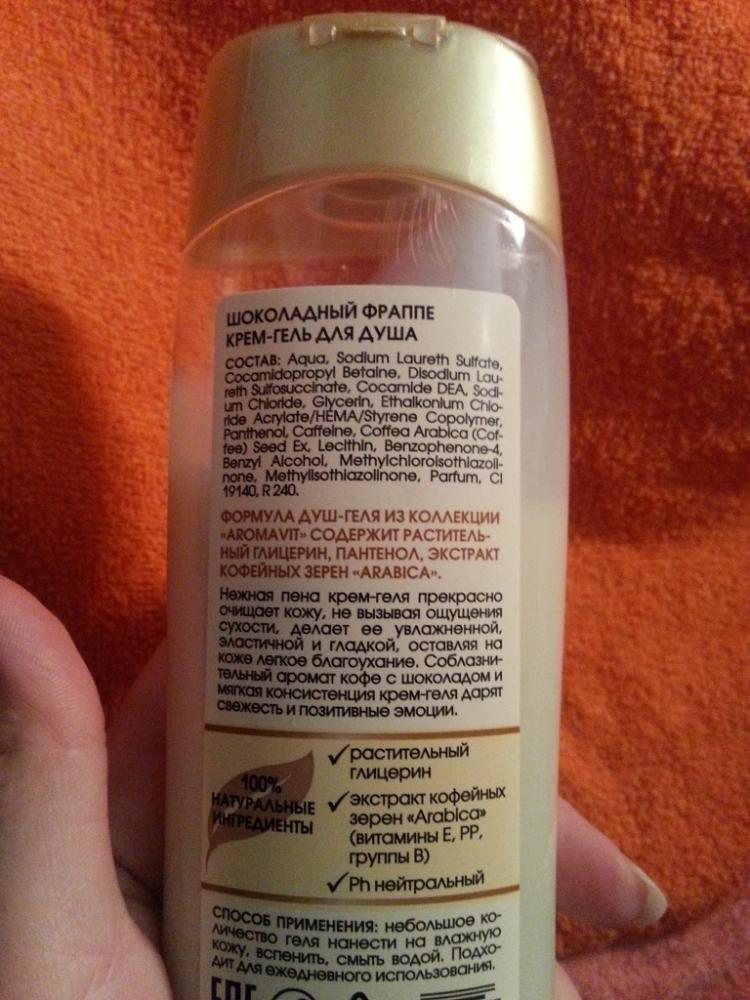 ШОКОЛАДНЫЙ ФРАППЕ
КРЕМ-ГЕЛЬ ДЛЯ ДУША
СОСТАВ: Aqua, Sodium Laureth Sulfate,
Cocamidopropyl Betaine, Disodium Lau-
reth Sulfosuccinate, Cocamide DEA, Sodi-
um Chloride, Glycerin, Ethalkonium Chlo-
ride Acrylate/HEMA/Styrene Copolymer,
Panthenol, Caffeine, Coffea Arabica (Cof-
fee) Seed Ex, Lecithin, Benzophenone-4,
Benzyl Alcohol, Methylchloroisothiazoli-
none, Methylisothiazolinone, Parfum, CI
19140, R 240.
ФОРМУЛА ДУШ-ГЕЛЯ ИЗ КОЛЛЕКЦИИ
«AROMAVIT» СОДЕРЖИТ РАСТИТЕЛЬ-
НЫЙ ГЛИЦЕРИН, ПАНТЕНОЛ, ЭКСТРАКТ
КОФЕЙНЫХ ЗЕРЕН «ARABICA».
Нежная пена крем-геля прекрасно
очищает кожу, не вызывая ощущения
сухости, делает ее увлажненной,
эластичной и гладкой, оставляя на
коже легкое благоухание. Соблазни-
тельный аромат кофе с шоколадом и
мягкая консистенция крем-геля дарят
свежесть и позитивные эмоции.
100%
НАТУРАЛЬНЫЕ
ИНГРЕДИЕНТЫ
✓растительный
глицерин
✓экстракт кофейных
зерен «Arabica»
(витамины E, PP,
группы B)
✓Ph нейтральный
СПОСОБ ПРИМЕНЕНИЯ: небольшое ко-
личество геля нанести на влажную
кожу, вспенить, смыть водой. Подхо-
дит для ежедневного использования.